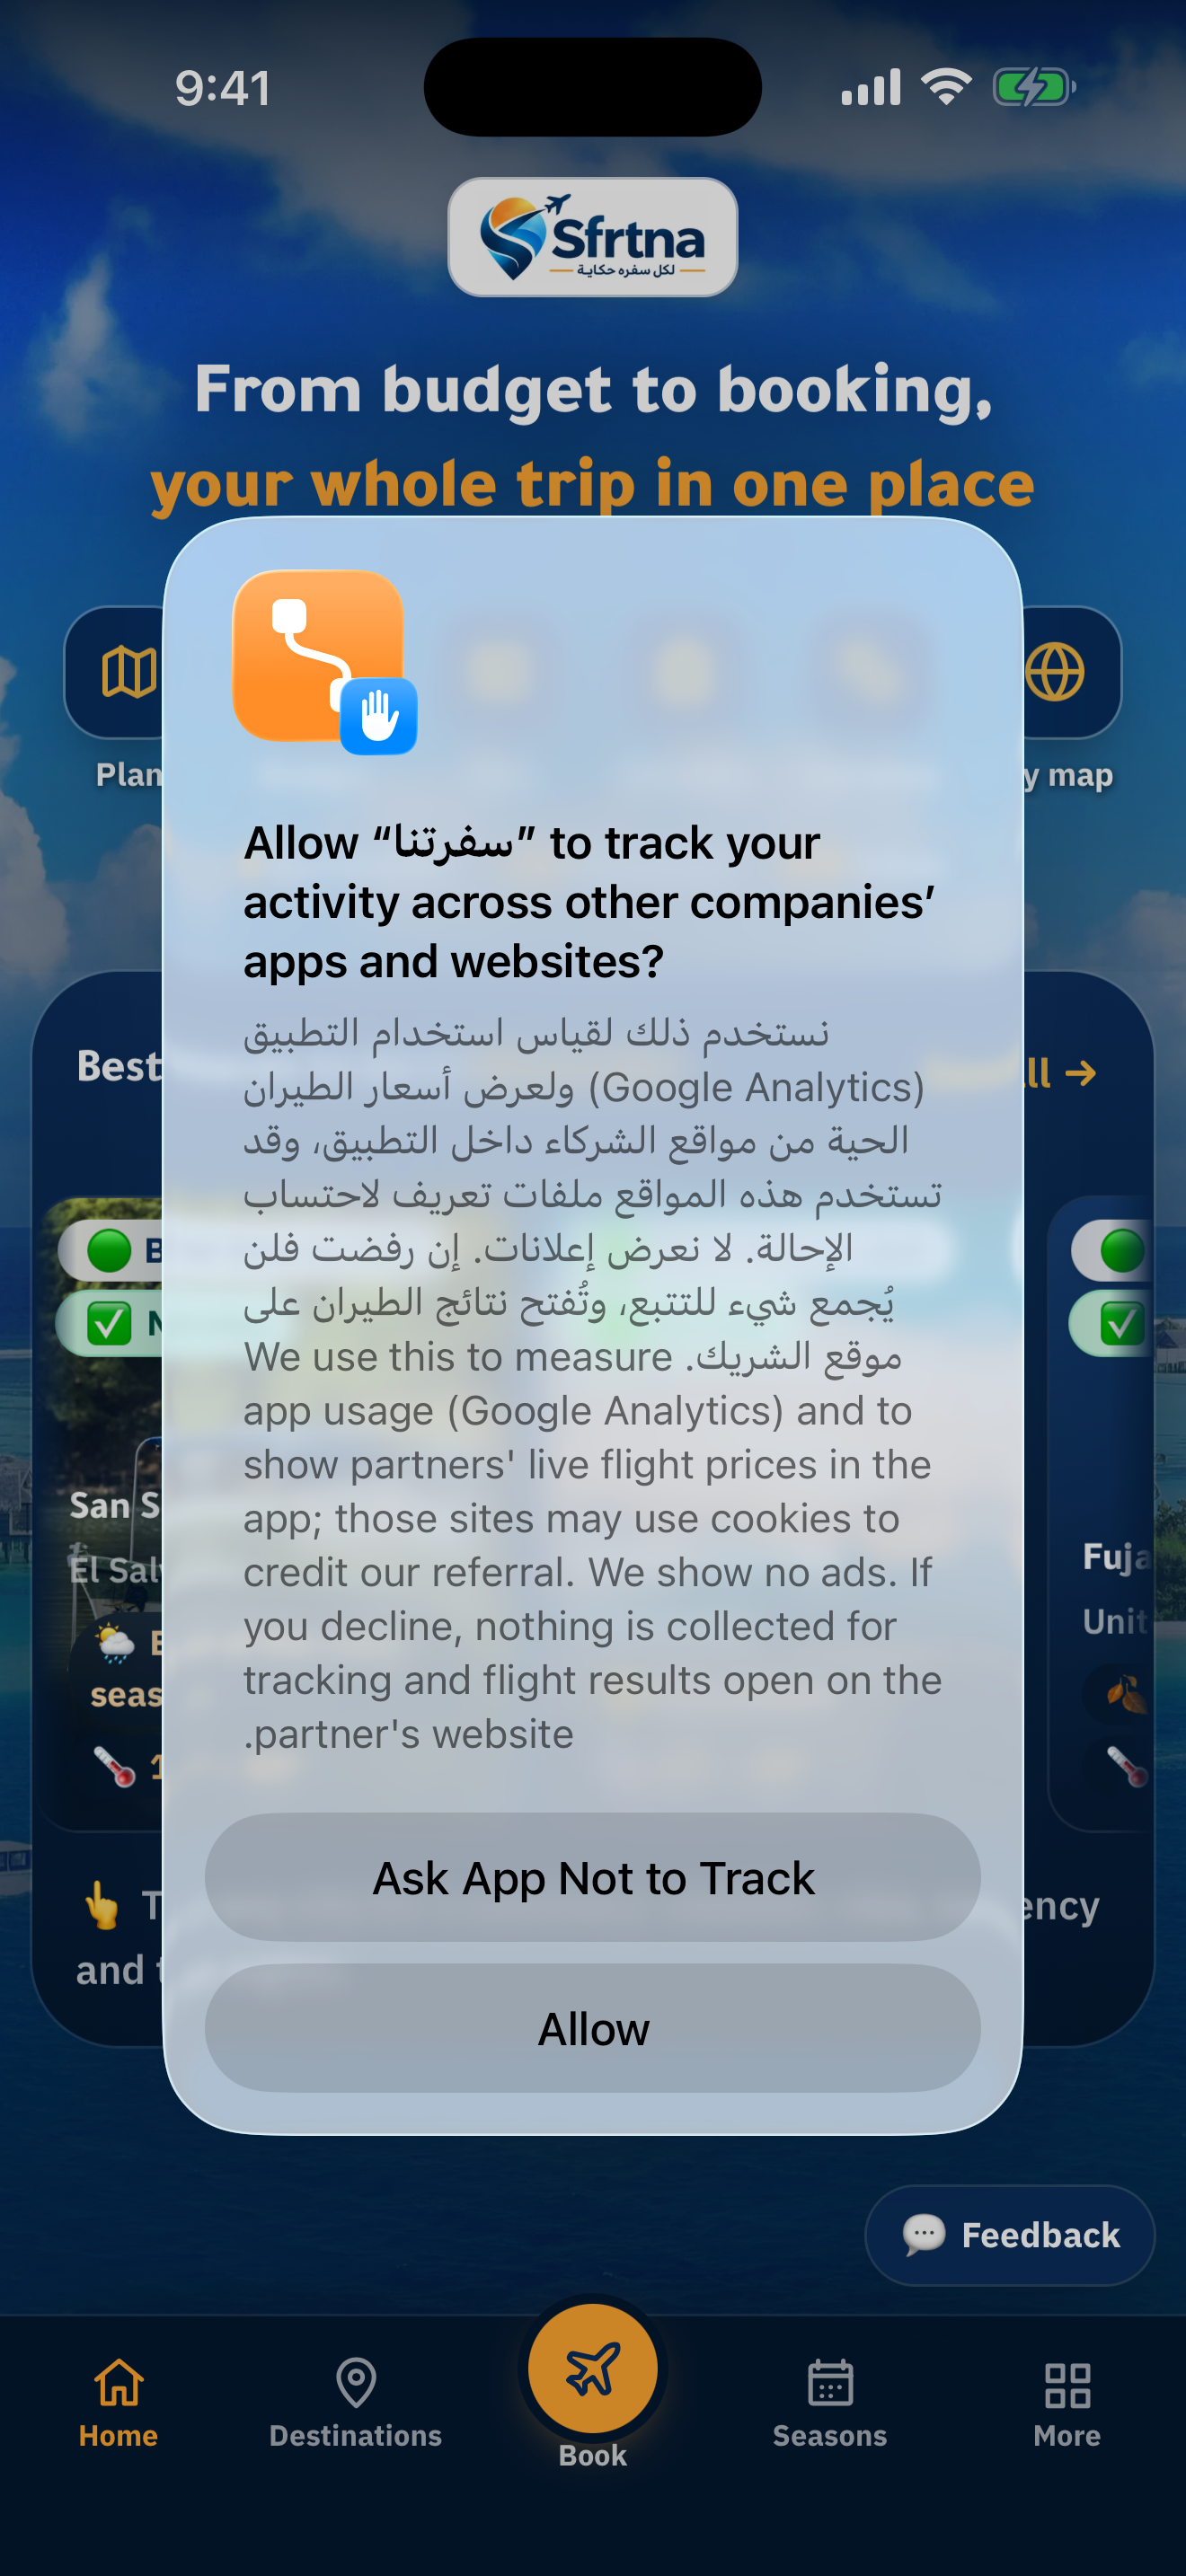 9:41
Sfrtna
لكل سفره حكاية
From budget to booking,
your whole trip in one place
Plan
y map
Allow “سفرتنا” to track your
activity across other companies’
apps and websites?
نستخدم ذلك لقياس استخدام التطبيق
(Google Analytics) ولعرض أسعار الطيران
الحية من مواقع الشركاء داخل التطبيق، وقد
تستخدم هذه المواقع ملفات تعريف لاحتساب
الإحالة. لا نعرض إعلانات. إن رفضت فلن
يُجمع شيء للتتبع، وتُفتح نتائج الطيران على
موقع الشريك. We use this to measure
app usage (Google Analytics) and to
show partners' live flight prices in the
app; those sites may use cookies to
credit our referral. We show no ads. If
you decline, nothing is collected for
tracking and flight results open on the
partner's website.
Ask App Not to Track
Allow
Best
ll →
San S
El Sal
seas
Fuja
Unit
ency
and t
Feedback
Home
Destinations
Book
Seasons
More